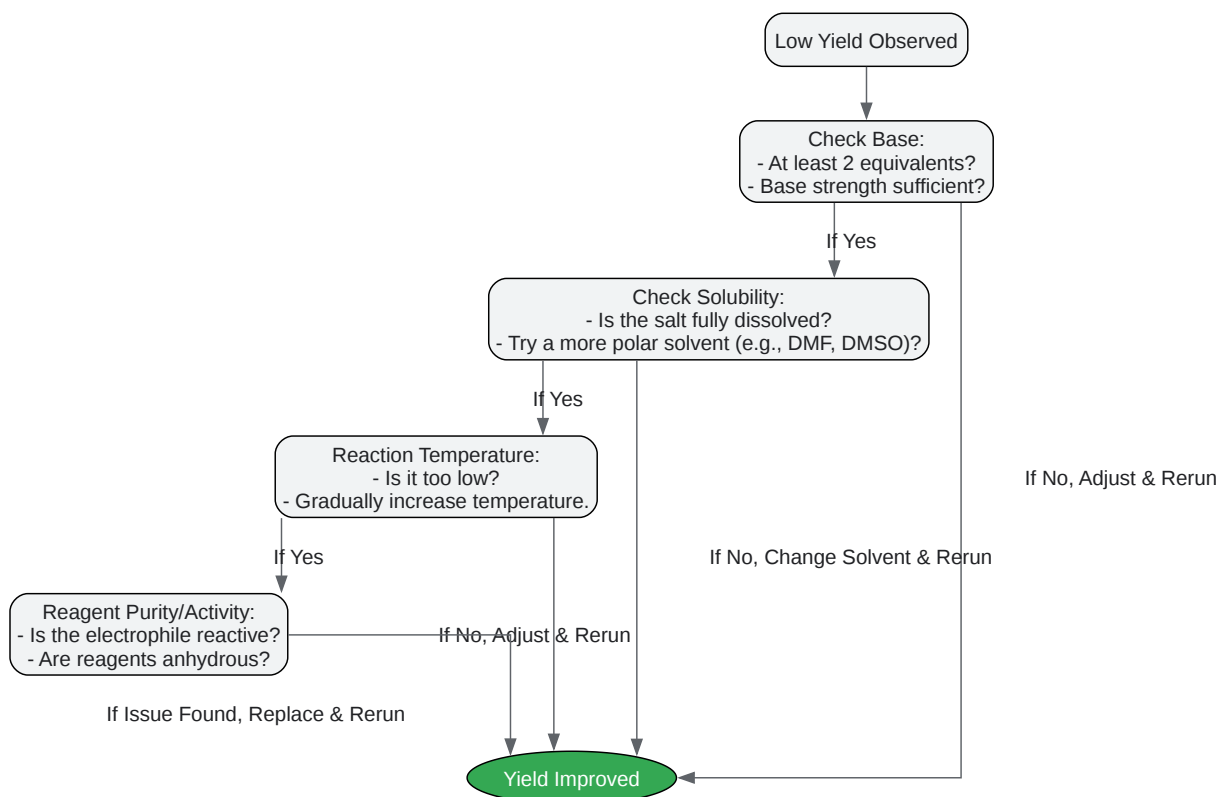 Low Yield Observed
Check Base:
- At least 2 equivalents?
- Base strength sufficient?
If Yes
Check Solubility:
- Is the salt fully dissolved?
- Try a more polar solvent (e.g., DMF, DMSO)?
If Yes
Reaction Temperature:
- Is it too low?
- Gradually increase temperature.
If No, Adjust & Rerun
If Yes
If No, Change Solvent & Rerun
Reagent Purity/Activity:
- Is the electrophile reactive?
- Are reagents anhydrous?
If No, Adjust & Rerun
If Issue Found, Replace & Rerun
Yield Improved